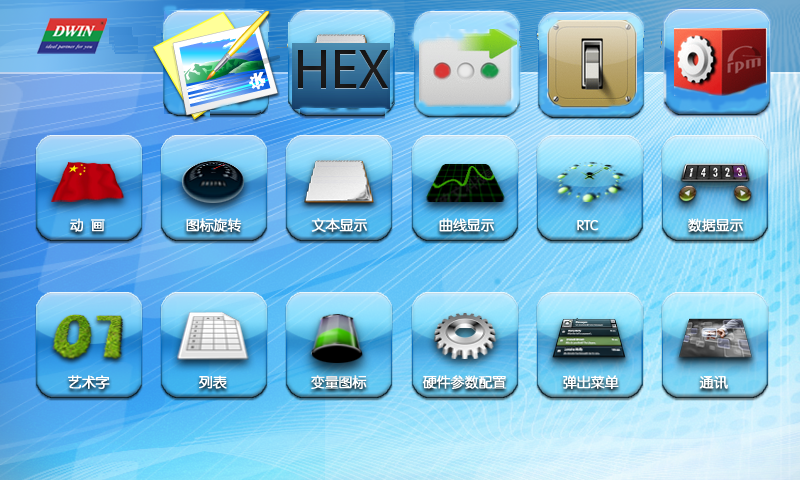 DWIN
ideal partner for you
HEX
rpm
1 4 3 2 3
动 画
图标旋转
文本显示
曲线显示
RTC
数据显示
07
艺术字
列表
变量图标
硬件参数配置
弹出菜单
通讯